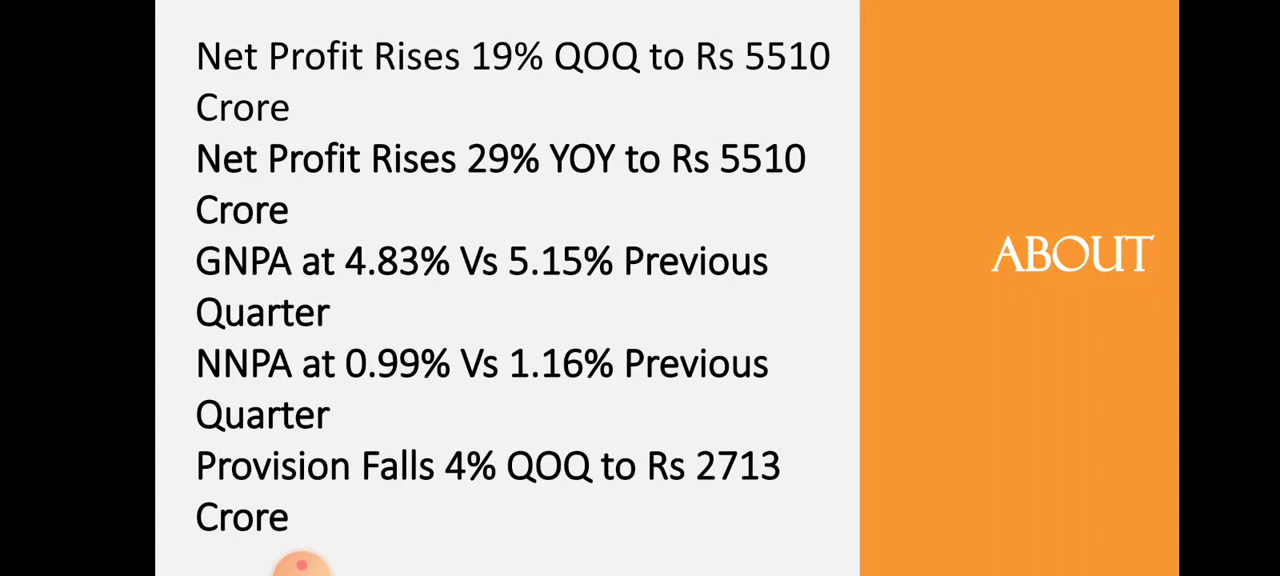 Net Profit Rises 19% QOQ to Rs 5510
Crore
Net Profit Rises 29% YOY to Rs 5510
Crore
GNPA at 4.83% Vs 5.15% Previous
Quarter
NNPA at 0.99% Vs 1.16% Previous
Quarter
Provision Falls 4% QOQ to Rs 2713
Crore
ABOUT